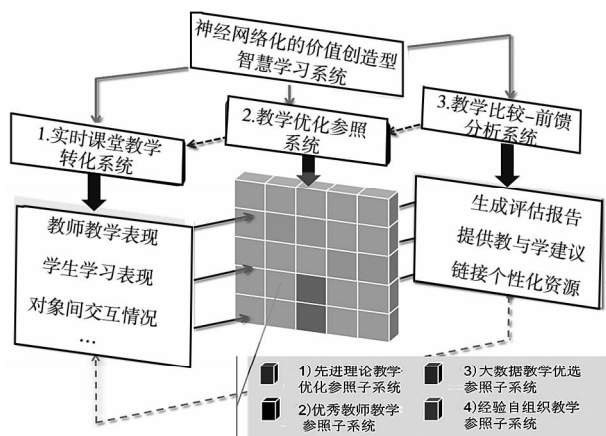 神经网络化的价值创造型
智慧学习系统
1.实时课堂教学
转化系统
2.教学优化参照
系统
3.教学比较-前馈
分析系统
教师教学表现
学生学习表现
对象间交互情况
…
生成评估报告
提供教与学建议
链接个性化资源
1)先进理论教学
优化参照子系统
2)优秀教师教学
参照子系统
3)大数据教学优选
参照子系统
4)经验自组织教学
参照子系统